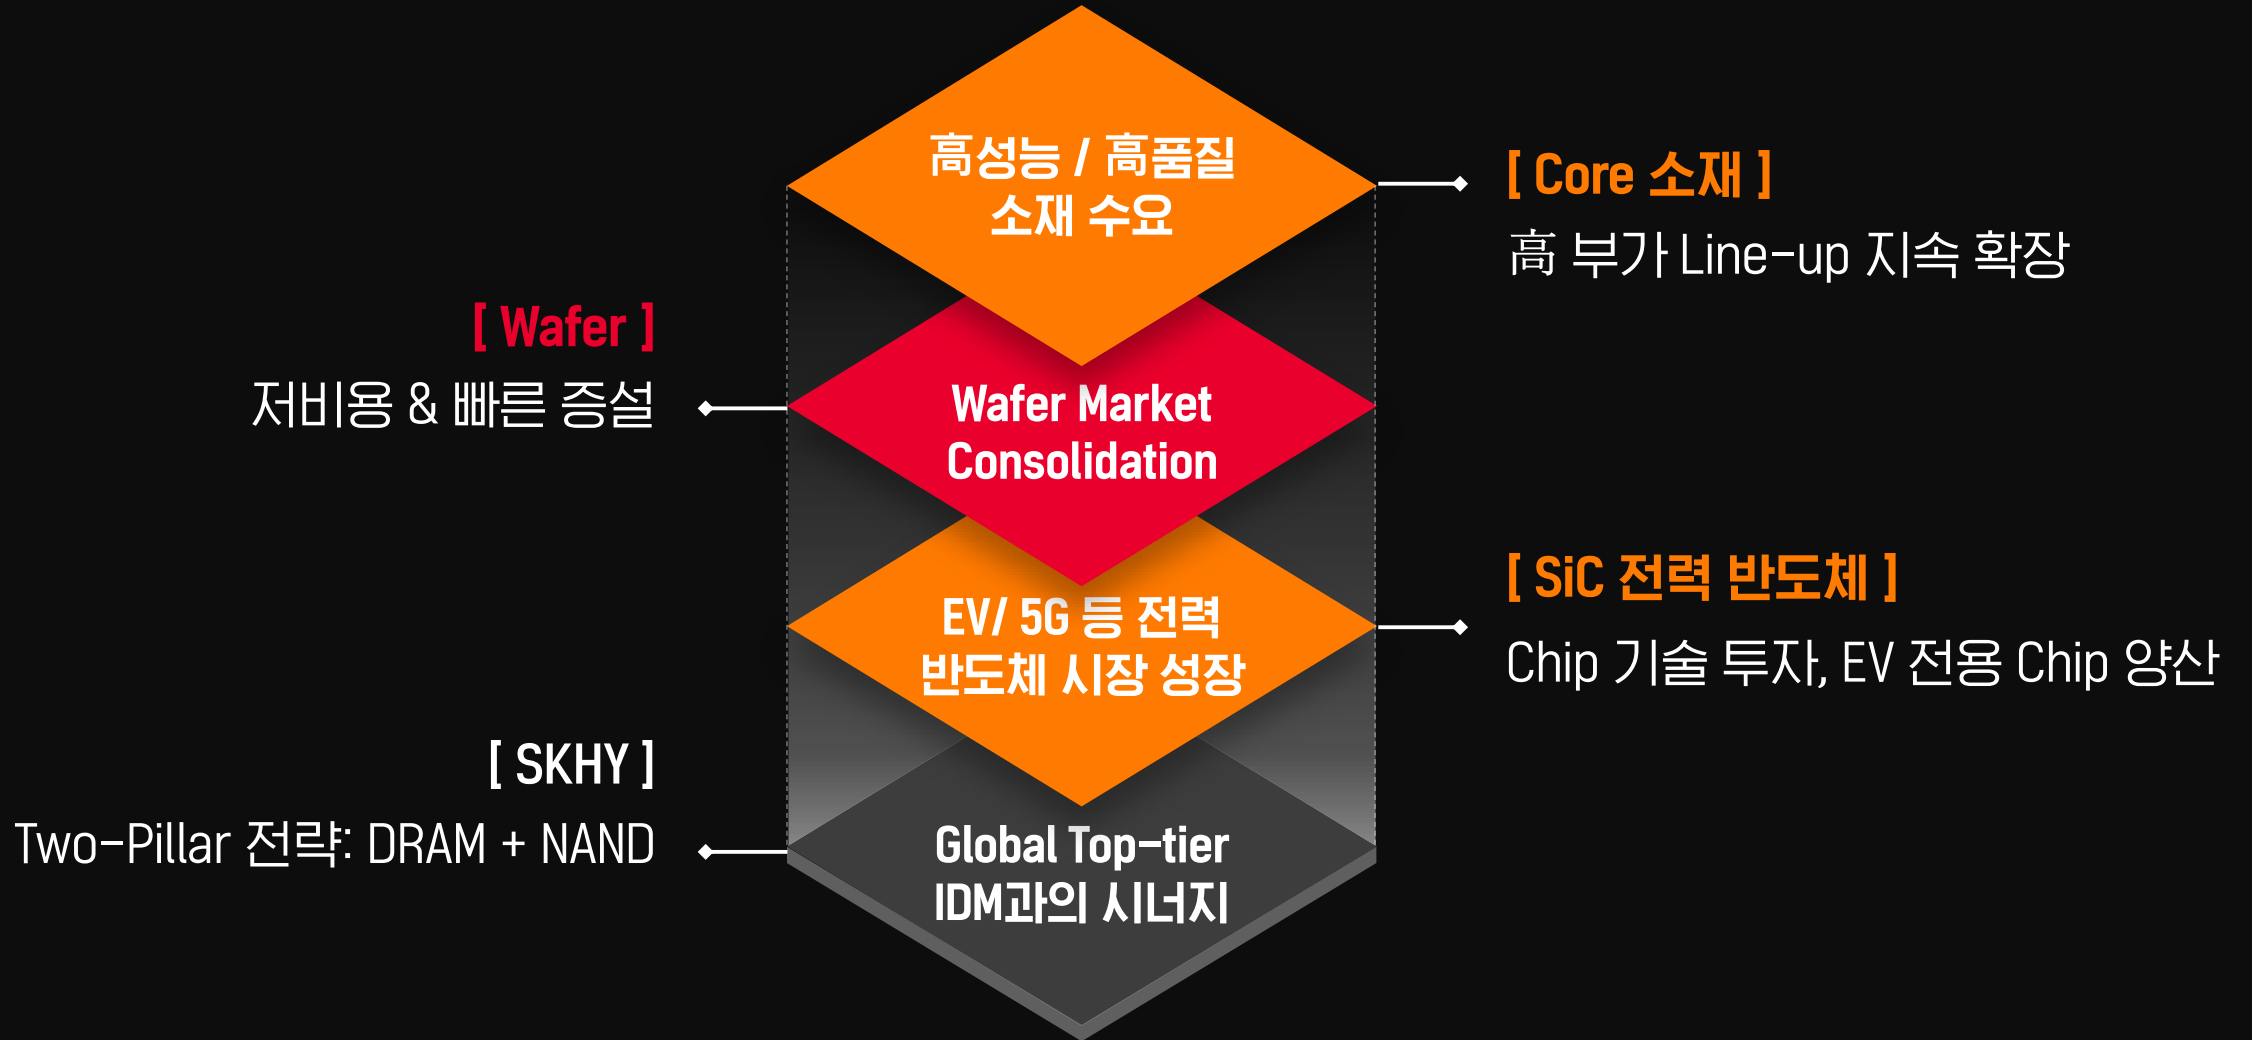 高성능 / 高품질
소재 수요
[ Core 소재 ]
高 부가 Line-up 지속 확장
[ Wafer ]
저비용 & 빠른 증설
Wafer Market
Consolidation
EV/ 5G 등 전력
반도체 시장 성장
[ SiC 전력 반도체 ]
Chip 기술 투자, EV 전용 Chip 양산
[ SKHY ]
Two-Pillar 전략: DRAM + NAND
Global Top-tier
IDM과의 시너지